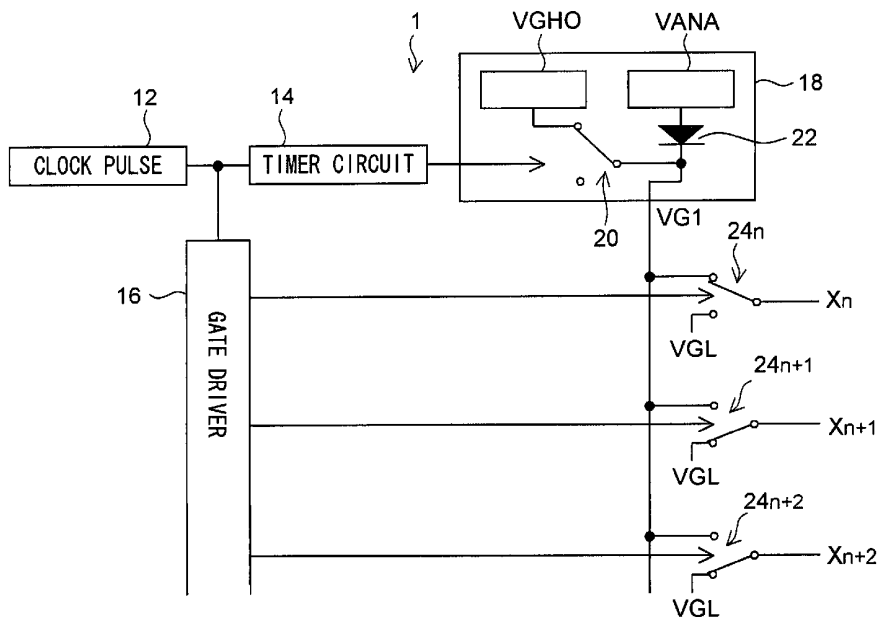 1
VGHO
VANA
18
12
14
22
CLOCK PULSE
TIMER CIRCUIT
20
VG1
24n
16
GATE DRIVER
Xn
VGL
24n+1
Xn+1
VGL
24n+2
Xn+2
VGL